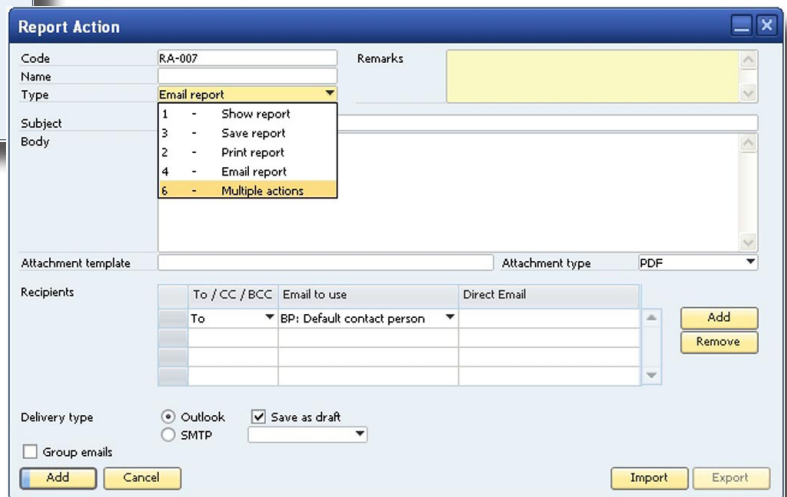 Report Action
Code RA-007 Remarks
Name
Type Email report
1 - Show report
3 - Save report
2 - Print report
4 - Email report
6 - Multiple actions
Subject
Body
Attachment template Attachment type PDF
Recipients To / CC / BCC Email to use Direct Email
To BP: Default contact person Add
Remove
Delivery type Outlook Save as draft
SMTP
Group emails
Add Cancel Import Export